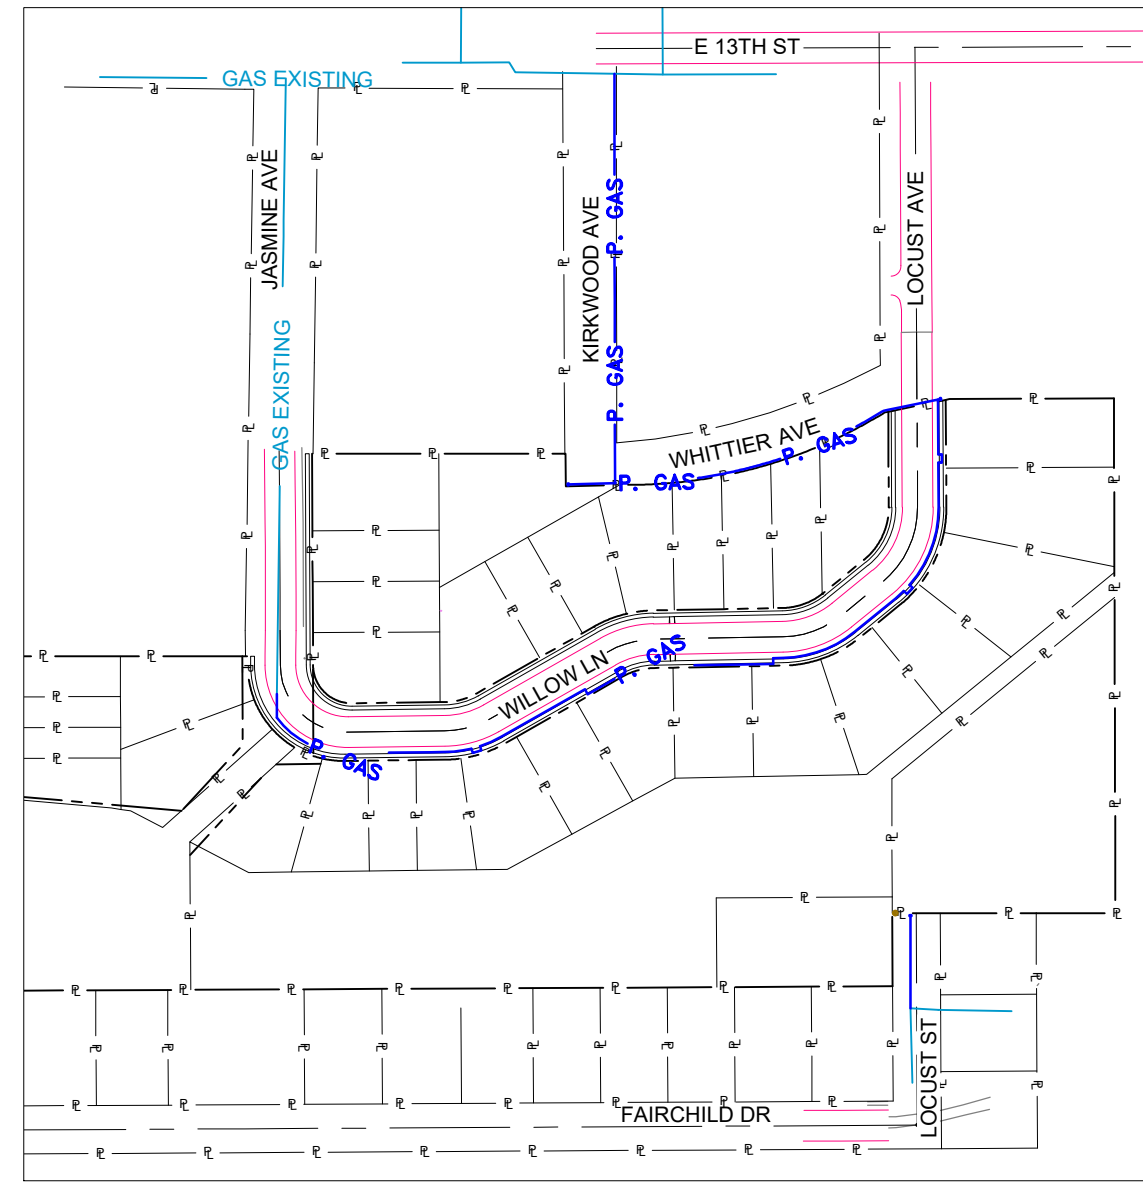 E 13TH ST
GAS EXISTING
JASMINE AVE
KIRKWOOD AVE
P. GAS
LOCUST AVE
GAS EXISTING
P. GAS
WHITTIER AVE
P. GAS
P. GAS
WILLOW LN
P. GAS
P. GAS
LOCUST ST
FAIRCHILD DR